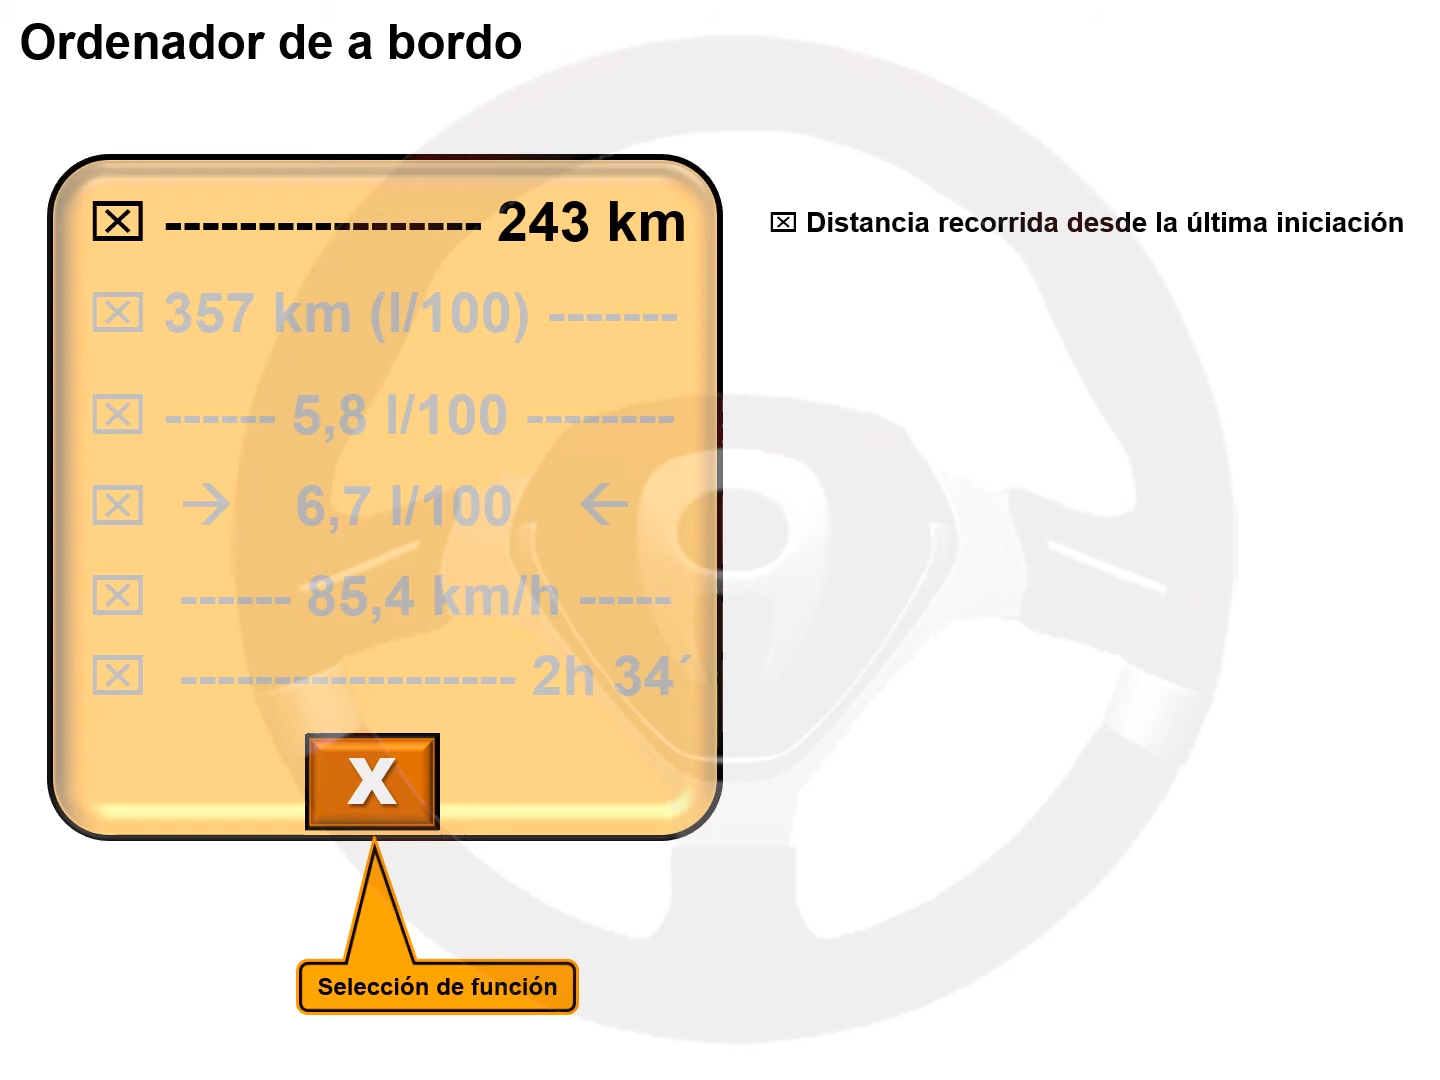 Ordenador de a bordo
☒ ----------------- 243 km
☒ Distancia recorrida desde la última iniciación
☒ 357 km (l/100) -------
☒ ------ 5,8 l/100 --------
☒ → 6,7 l/100 ←
☒ ------ 85,4 km/h -----
☒ ------------------ 2h 34´
X
Selección de función